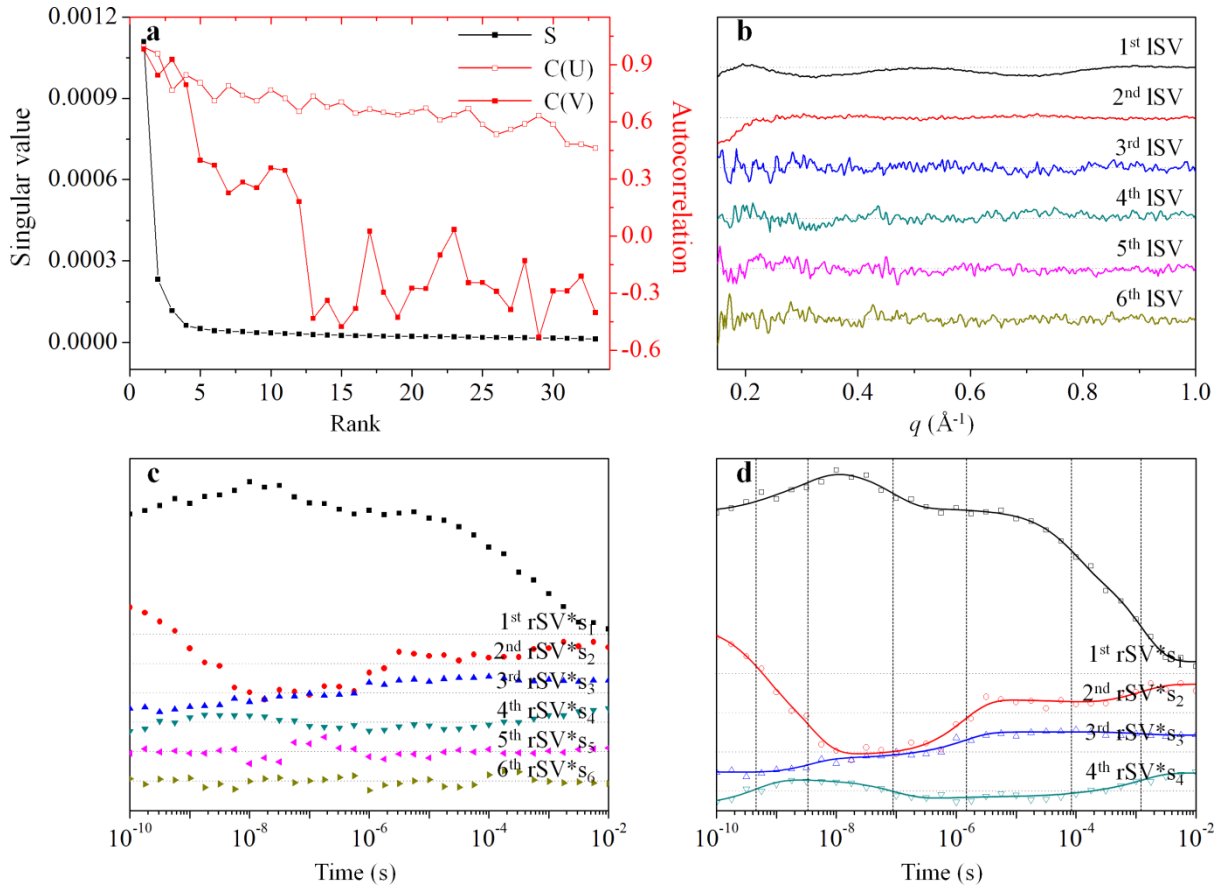 a
S
C(U)
C(V)
0.0012
0.0009
0.0006
0.0003
0.0000
Singular value
0.9
0.6
0.3
0.0
-0.3
-0.6
Autocorrelation
0 5 10 15 20 25 30
Rank
b
1st lSV
2nd lSV
3rd lSV
4th lSV
5th lSV
6th lSV
0.2 0.4 0.6 0.8 1.0
q (Å-1)
c
1st rSV*s1
2nd rSV*s2
3rd rSV*s3
4th rSV*s4
5th rSV*s5
6th rSV*s6
10-10 10-8 10-6 10-4 10-2
Time (s)
d
1st rSV*s1
2nd rSV*s2
3rd rSV*s3
4th rSV*s4
10-10 10-8 10-6 10-4 10-2
Time (s)